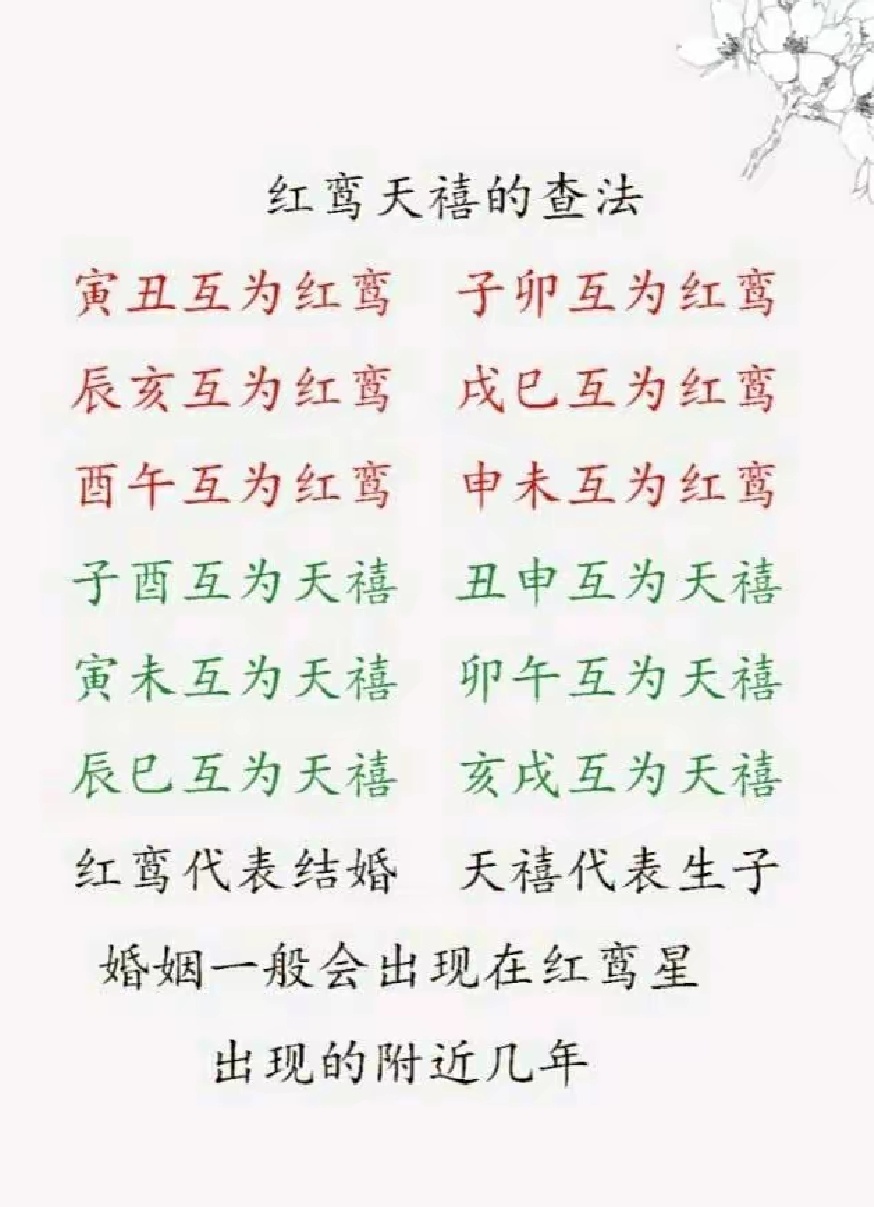 红鸾天禧的查法
寅丑互为红鸾 子卯互为红鸾
辰亥互为红鸾 戌巳互为红鸾
酉午互为红鸾 申未互为红鸾
子酉互为天禧 丑申互为天禧
寅未互为天禧 卯午互为天禧
辰巳互为天禧 亥戌互为天禧
红鸾代表结婚 天禧代表生子
婚姻一般会出现在红鸾星
出现的附近几年